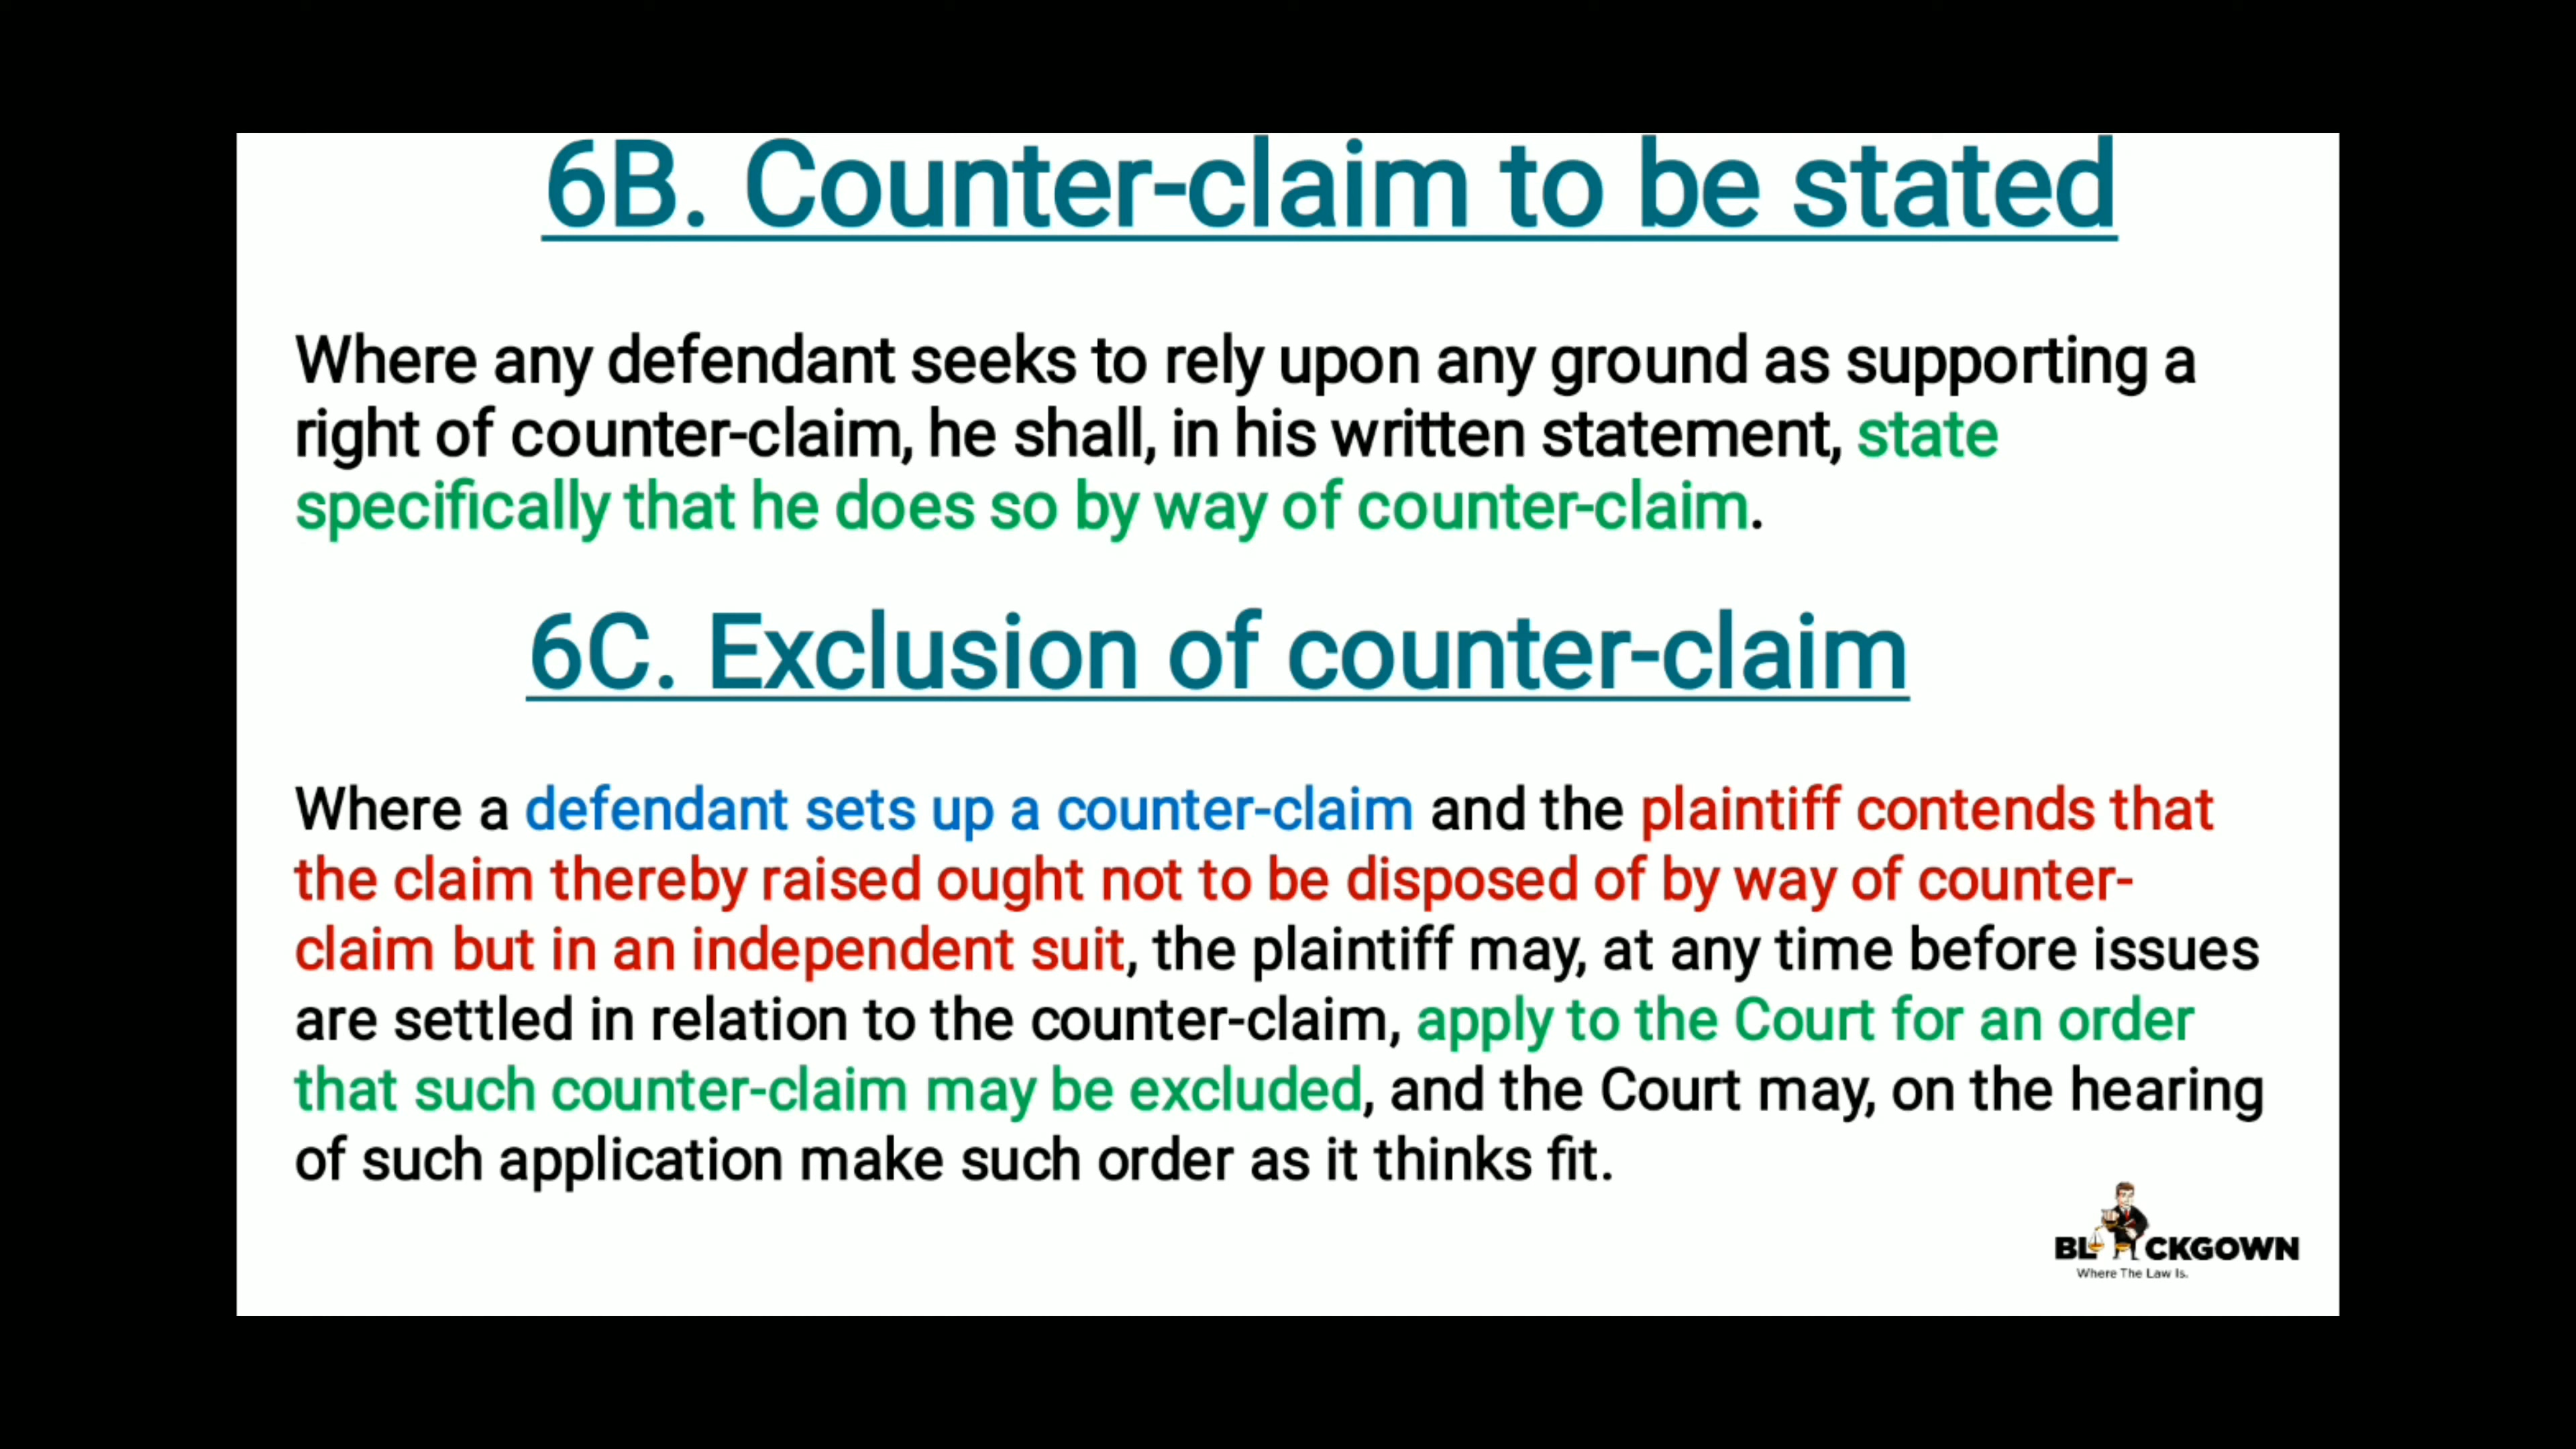 6B. Counter-claim to be stated
Where any defendant seeks to rely upon any ground as supporting a
right of counter-claim, he shall, in his written statement, state
specifically that he does so by way of counter-claim.
6C. Exclusion of counter-claim
Where a defendant sets up a counter-claim and the plaintiff contends that
the claim thereby raised ought not to be disposed of by way of counter-
claim but in an independent suit, the plaintiff may, at any time before issues
are settled in relation to the counter-claim, apply to the Court for an order
that such counter-claim may be excluded, and the Court may, on the hearing
of such application make such order as it thinks fit.
BLACKGOWN
Where The Law Is.